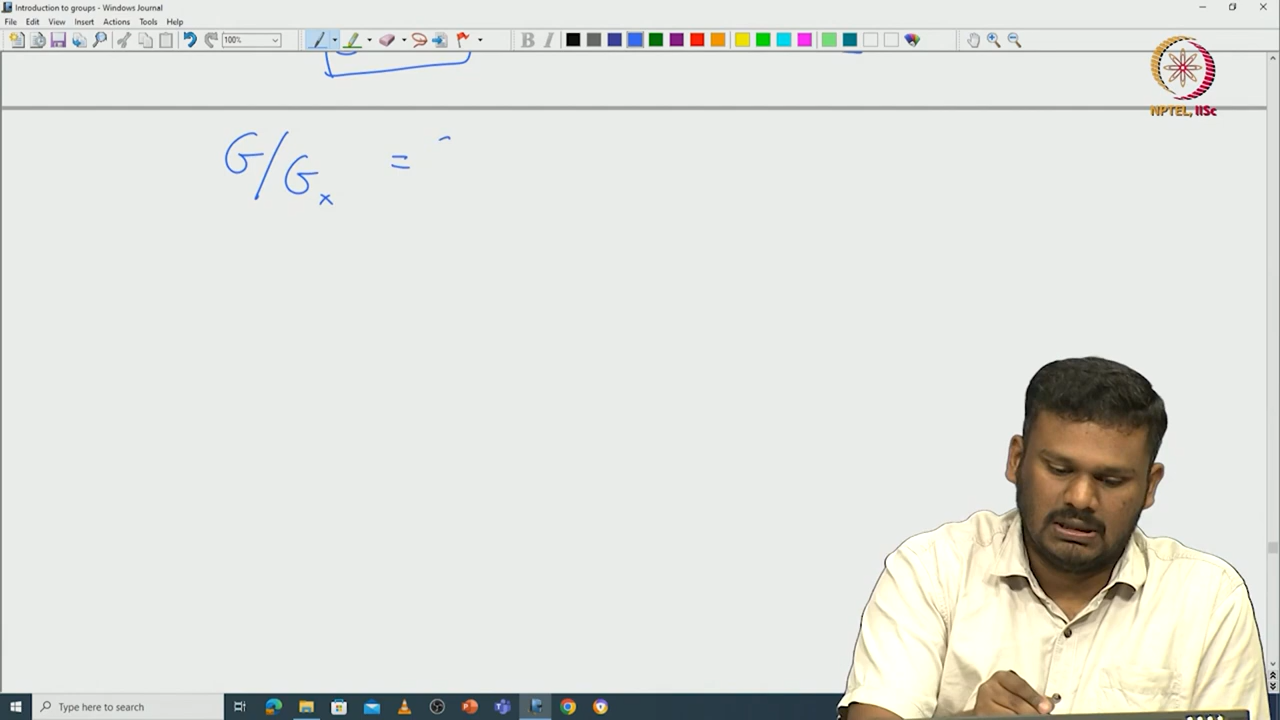 Introduction to groups - Windows Journal
File Edit View Insert Actions Tools Help
100%
B I
NPTEL, IISc
G/G_x =
Type here to search